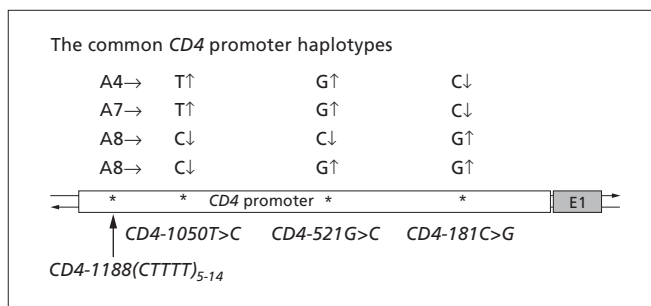 The common CD4 promoter haplotypes
A4→ T↑ G↑ C↓
A7→ T↑ G↑ C↓
A8→ C↓ C↓ G↑
A8→ C↓ G↑ G↑
* * CD4 promoter * * E1
CD4-1050T>C CD4-521G>C CD4-181C>G
CD4-1188(CTTTT)5-14